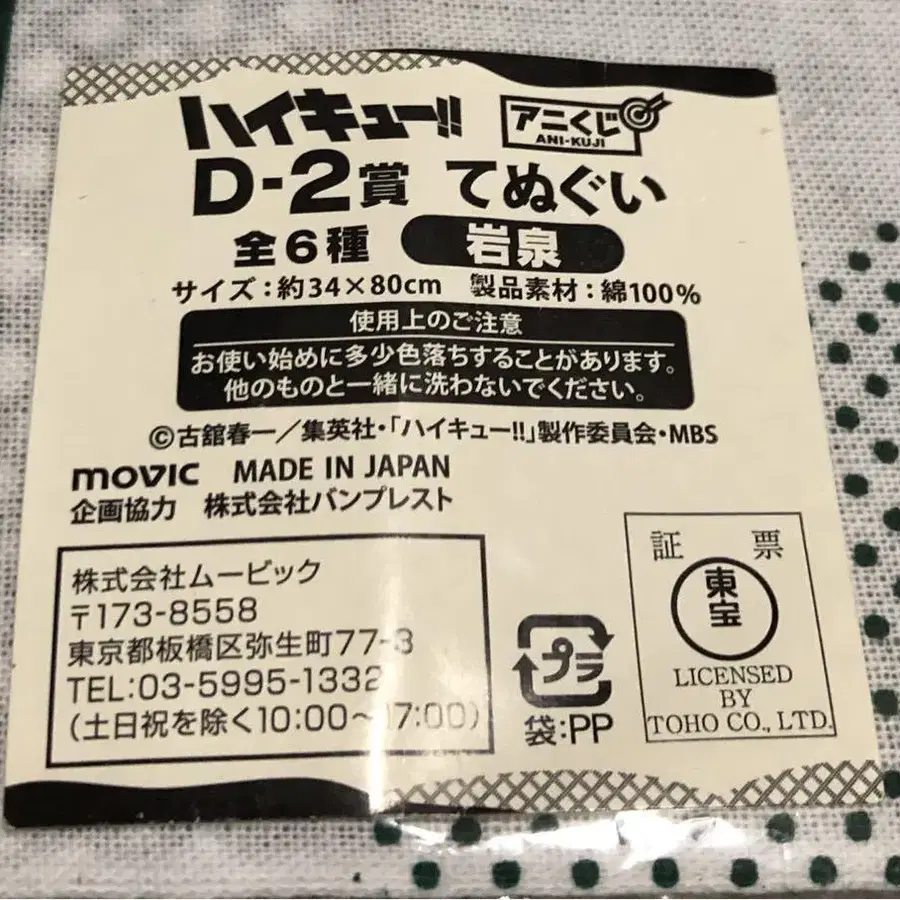 ハイキュー!! アニくじ
ANI-KUJI
D-2賞 てぬぐい
全6種 岩泉
サイズ：約34×80cm 製品素材：綿100%
使用上のご注意
お使い始めに多少色落ちすることがあります。
他のものと一緒に洗わないでください。
©古舘春一／集英社・「ハイキュー!!」製作委員会・MBS
movic MADE IN JAPAN
企画協力 株式会社バンプレスト
株式会社ムービック
〒173-8558
東京都板橋区弥生町77-3
TEL:03-5995-1332
(土日祝を除く10:00～17:00)
プラ
袋:PP
証 票
東宝
LICENSED
BY
TOHO CO., LTD.